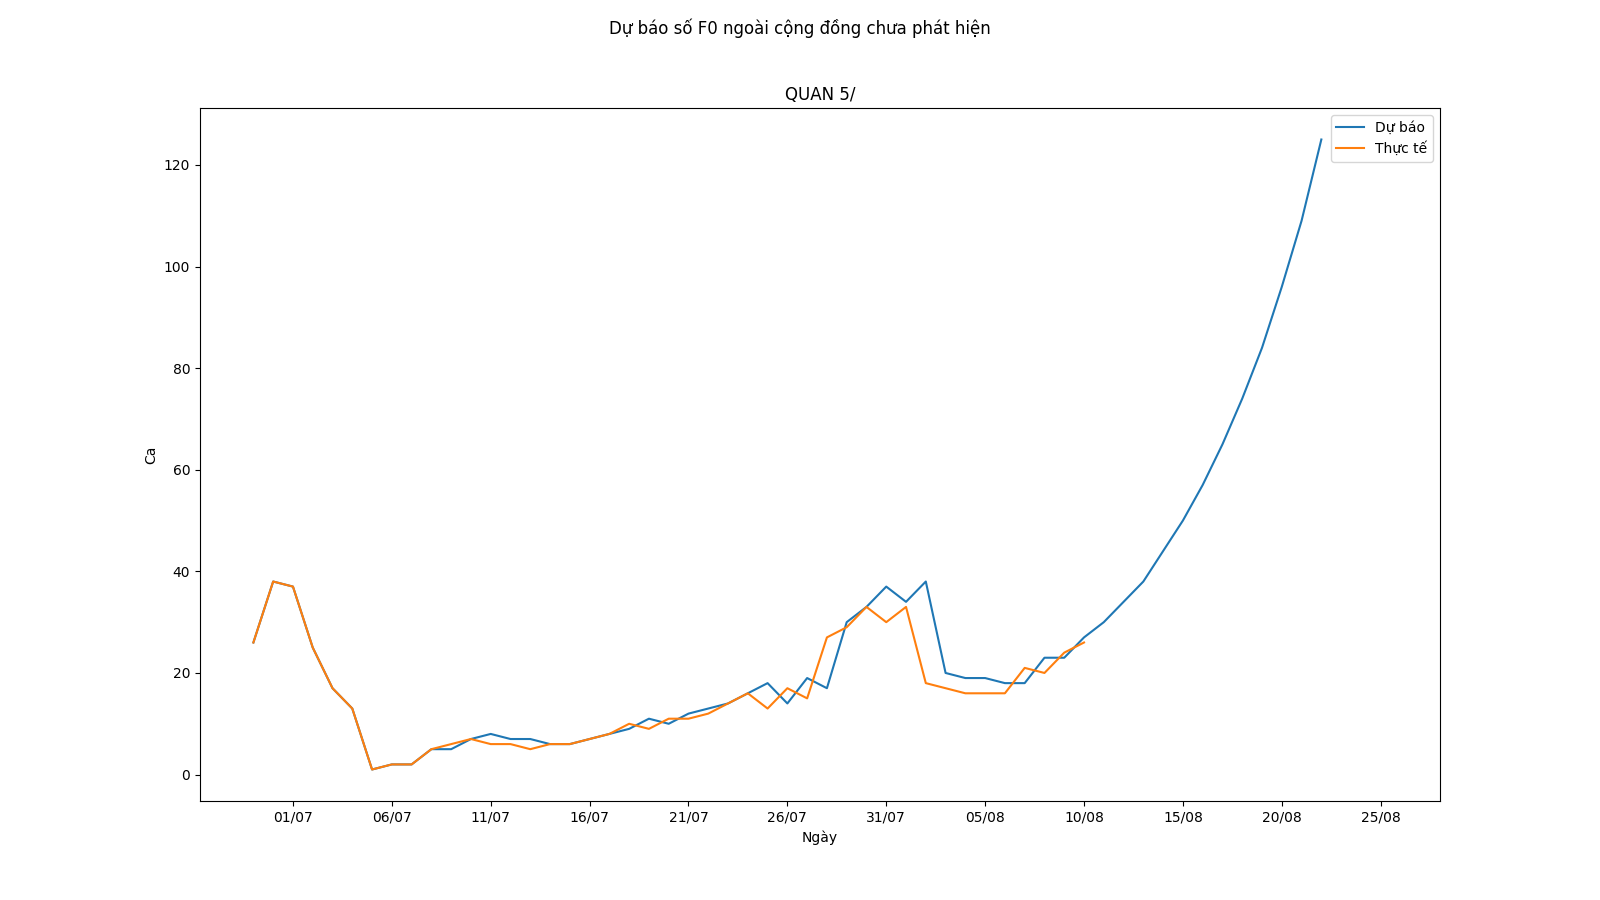 Dự báo số F0 ngoài cộng đồng chưa phát hiện
QUAN 5/
Dự báo
Thực tế
120
100
80
60
40
20
0
Ca
01/07 06/07 11/07 16/07 21/07 26/07 31/07 05/08 10/08 15/08 20/08 25/08
Ngày